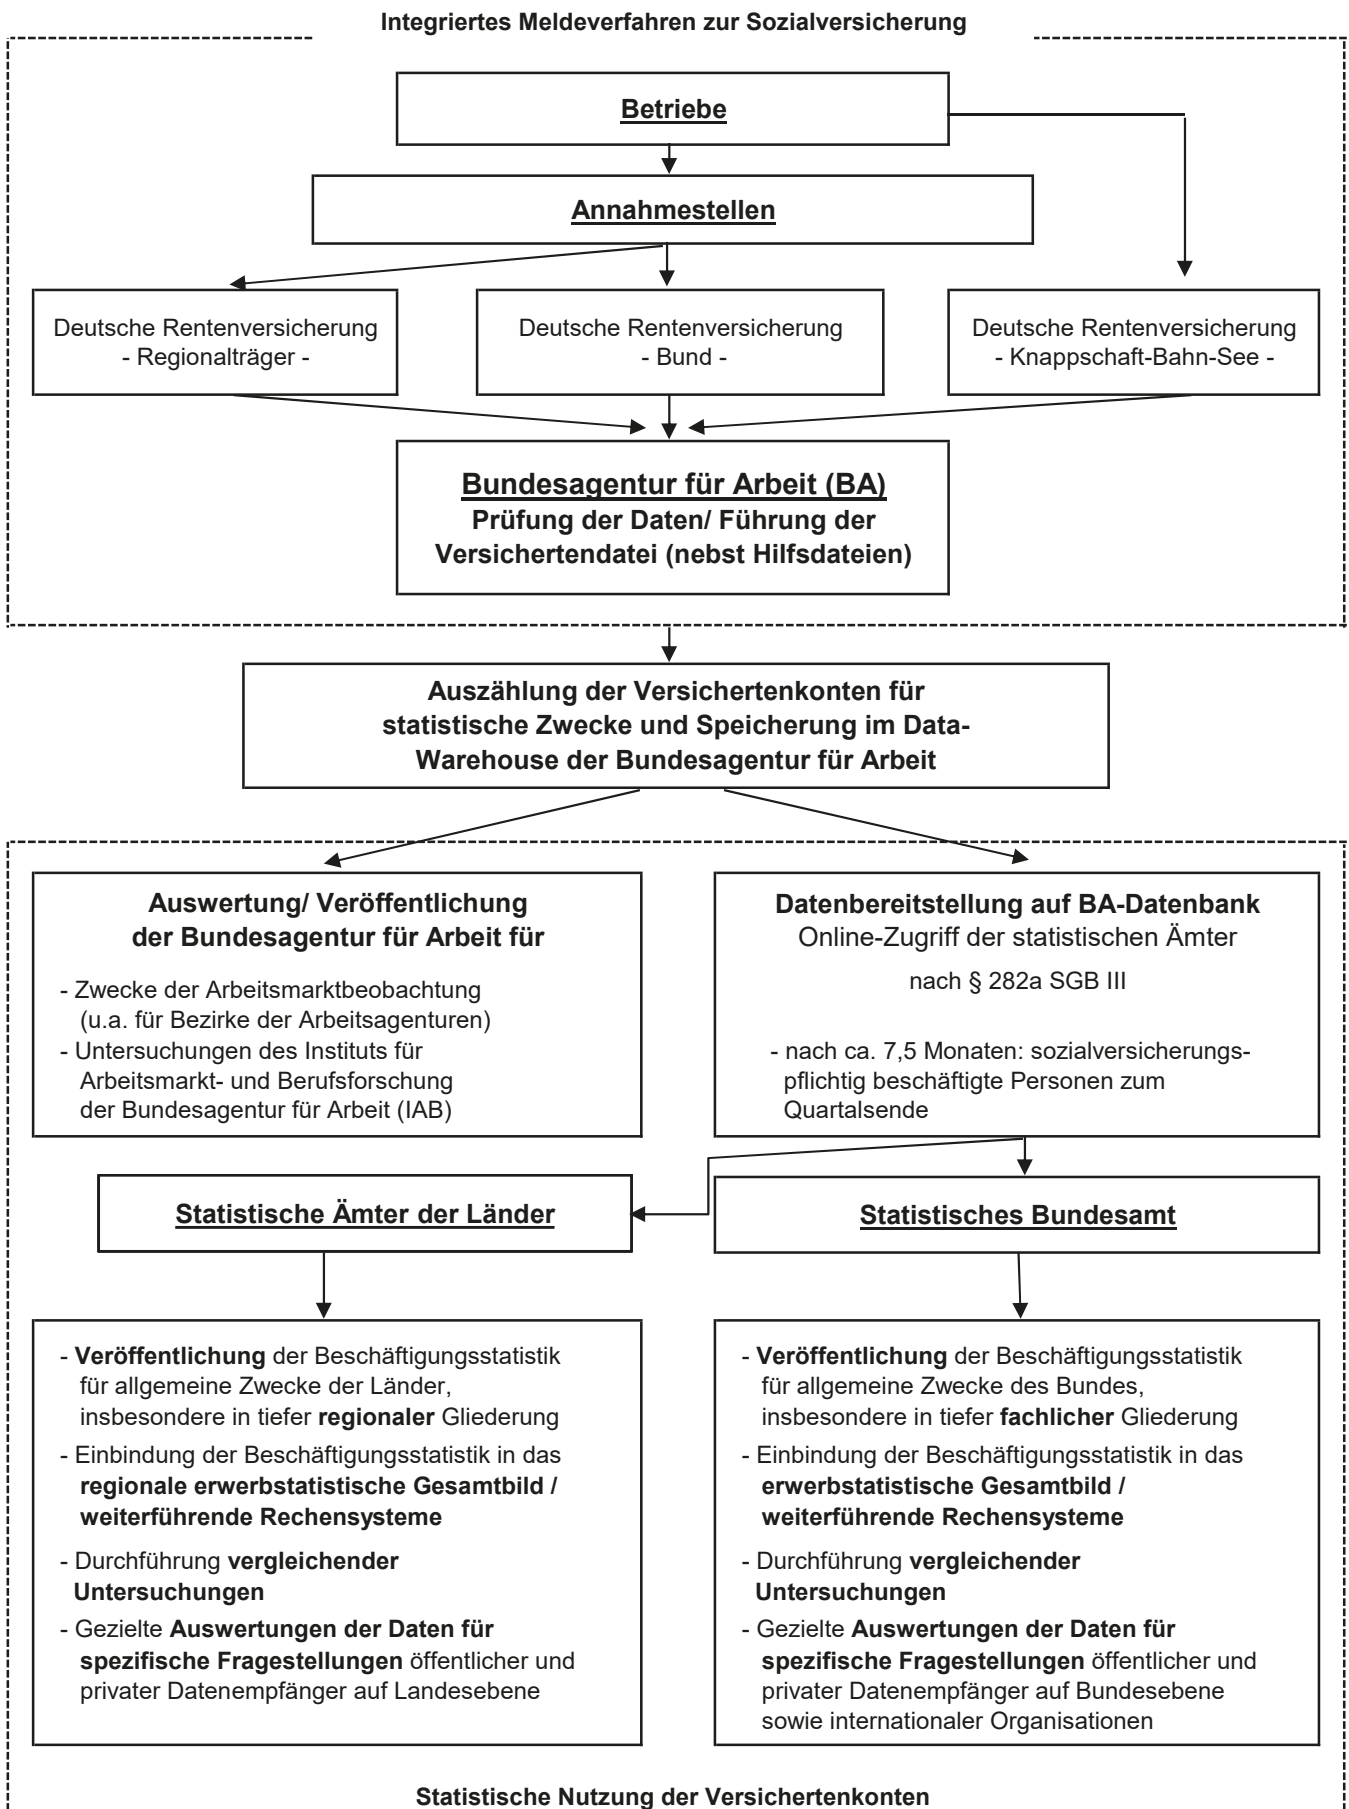 Integriertes Meldeverfahren zur Sozialversicherung
Betriebe
Annahmestellen
Deutsche Rentenversicherung
- Regionalträger -
Deutsche Rentenversicherung
- Bund -
Deutsche Rentenversicherung
- Knappschaft-Bahn-See -
Bundesagentur für Arbeit (BA)
Prüfung der Daten/ Führung der
Versichertendatei (nebst Hilfsdateien)
Auszählung der Versichertenkonten für
statistische Zwecke und Speicherung im Data-
Warehouse der Bundesagentur für Arbeit
Auswertung/ Veröffentlichung
der Bundesagentur für Arbeit für
- Zwecke der Arbeitsmarktbeobachtung
(u.a. für Bezirke der Arbeitsagenturen)
- Untersuchungen des Instituts für
Arbeitsmarkt- und Berufsforschung
der Bundesagentur für Arbeit (IAB)
Datenbereitstellung auf BA-Datenbank
Online-Zugriff der statistischen Ämter
nach § 282a SGB III
- nach ca. 7,5 Monaten: sozialversicherungs-
pflichtig beschäftigte Personen zum
Quartalsende
Statistische Ämter der Länder
Statistisches Bundesamt
- Veröffentlichung der Beschäftigungsstatistik
für allgemeine Zwecke der Länder,
insbesondere in tiefer regionaler Gliederung
- Einbindung der Beschäftigungsstatistik in das
regionale erwerbstatistische Gesamtbild /
weiterführende Rechensysteme
- Durchführung vergleichender
Untersuchungen
- Gezielte Auswertungen der Daten für
spezifische Fragestellungen öffentlicher und
privater Datenempfänger auf Landesebene
- Veröffentlichung der Beschäftigungsstatistik
für allgemeine Zwecke des Bundes,
insbesondere in tiefer fachlicher Gliederung
- Einbindung der Beschäftigungsstatistik in das
erwerbstatistische Gesamtbild /
weiterführende Rechensysteme
- Durchführung vergleichender
Untersuchungen
- Gezielte Auswertungen der Daten für
spezifische Fragestellungen öffentlicher und
privater Datenempfänger auf Bundesebene
sowie internationaler Organisationen
Statistische Nutzung der Versichertenkonten